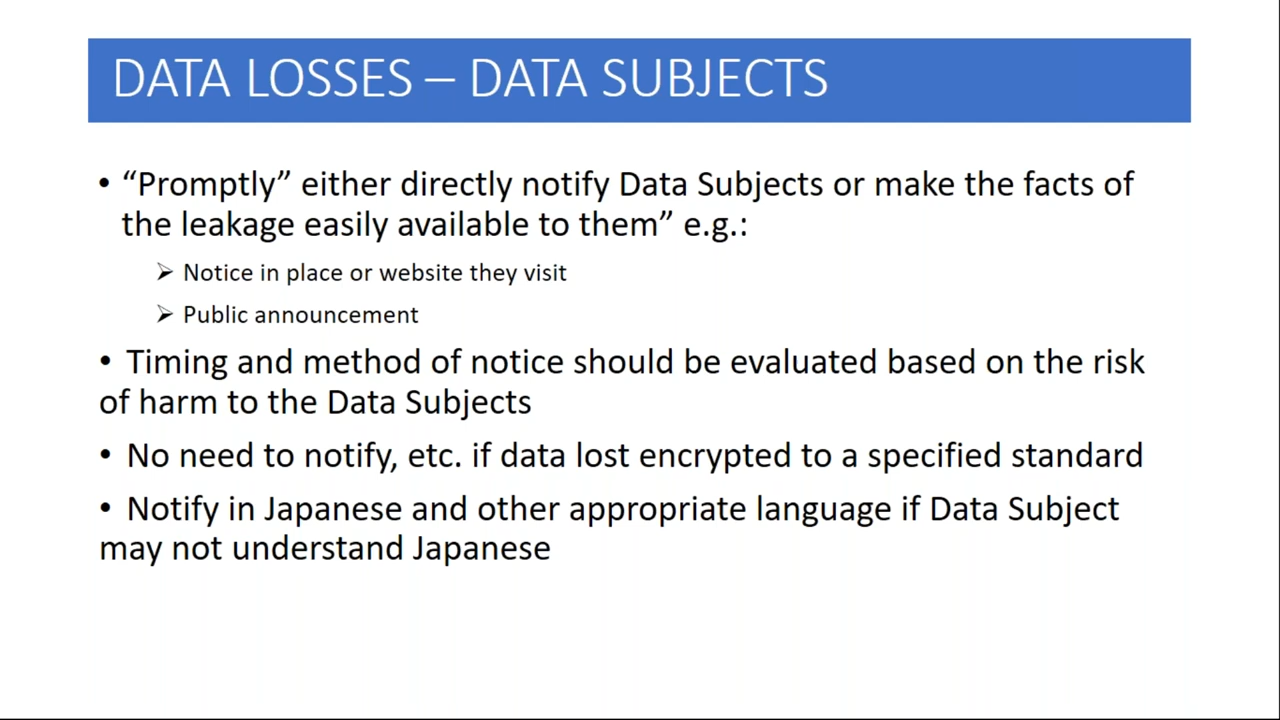 DATA LOSSES – DATA SUBJECTS
• “Promptly” either directly notify Data Subjects or make the facts of
the leakage easily available to them” e.g.:
➢ Notice in place or website they visit
➢ Public announcement
• Timing and method of notice should be evaluated based on the risk
of harm to the Data Subjects
• No need to notify, etc. if data lost encrypted to a specified standard
• Notify in Japanese and other appropriate language if Data Subject
may not understand Japanese